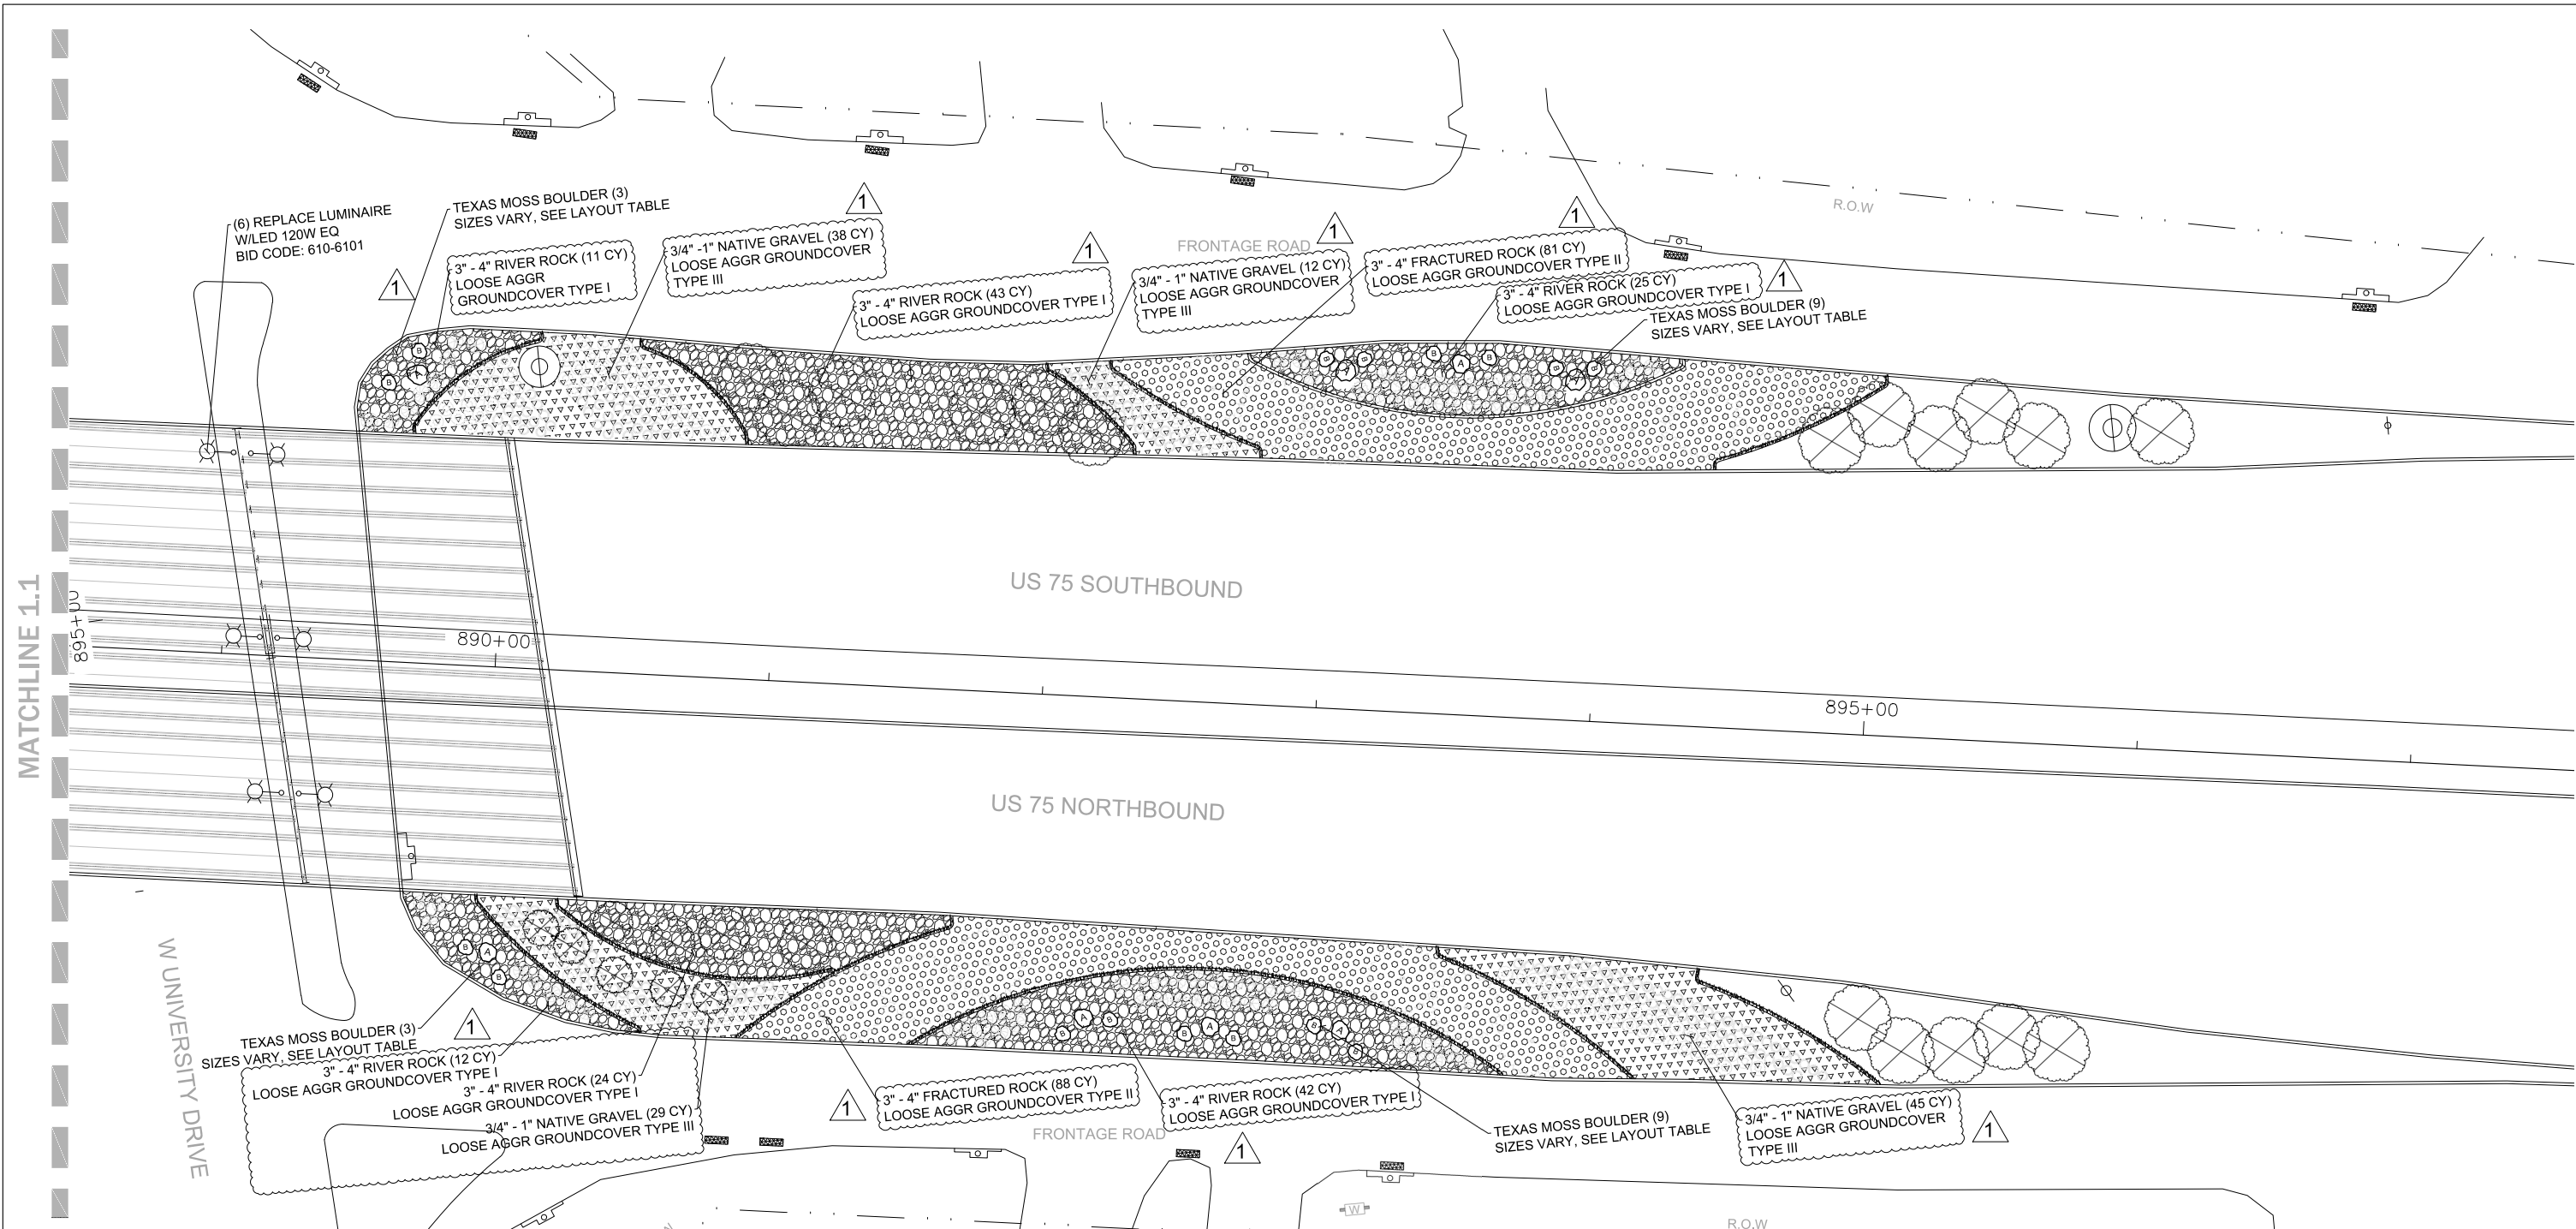 (6) REPLACE LUMINAIRE
W/LED 120W EQ
BID CODE: 610-6101
TEXAS MOSS BOULDER (3)
SIZES VARY, SEE LAYOUT TABLE
3" - 4" RIVER ROCK (11 CY)
LOOSE AGGR
GROUNDCOVER TYPE I
1
3/4" -1" NATIVE GRAVEL (38 CY)
LOOSE AGGR GROUNDCOVER
TYPE III
1
3" - 4" RIVER ROCK (43 CY)
LOOSE AGGR GROUNDCOVER TYPE I
1
FRONTAGE ROAD
3/4" - 1" NATIVE GRAVEL (12 CY)
LOOSE AGGR GROUNDCOVER
TYPE III
1
3" - 4" FRACTURED ROCK (81 CY)
LOOSE AGGR GROUNDCOVER TYPE II
1
3" - 4" RIVER ROCK (25 CY)
LOOSE AGGR GROUNDCOVER TYPE I
1
TEXAS MOSS BOULDER (9)
SIZES VARY, SEE LAYOUT TABLE
R.O.W
B
B
A
B
B
A
B
A
B
B
A
B
MATCHLINE 1.1
895+00
890+00
US 75 SOUTHBOUND
895+00
US 75 NORTHBOUND
W UNIVERSITY DRIVE
B
A
B
B
A
B
B
A
B
B
A
B
TEXAS MOSS BOULDER (3)
SIZES VARY, SEE LAYOUT TABLE
1
3" - 4" RIVER ROCK (12 CY)
LOOSE AGGR GROUNDCOVER TYPE I
3" - 4" RIVER ROCK (24 CY)
LOOSE AGGR GROUNDCOVER TYPE I
3/4" - 1" NATIVE GRAVEL (29 CY)
LOOSE AGGR GROUNDCOVER TYPE III
1
3" - 4" FRACTURED ROCK (88 CY)
LOOSE AGGR GROUNDCOVER TYPE II
FRONTAGE ROAD
3" - 4" RIVER ROCK (42 CY)
LOOSE AGGR GROUNDCOVER TYPE I
1
TEXAS MOSS BOULDER (9)
SIZES VARY, SEE LAYOUT TABLE
3/4" - 1" NATIVE GRAVEL (45 CY)
LOOSE AGGR GROUNDCOVER
TYPE III
1
W
R.O.W